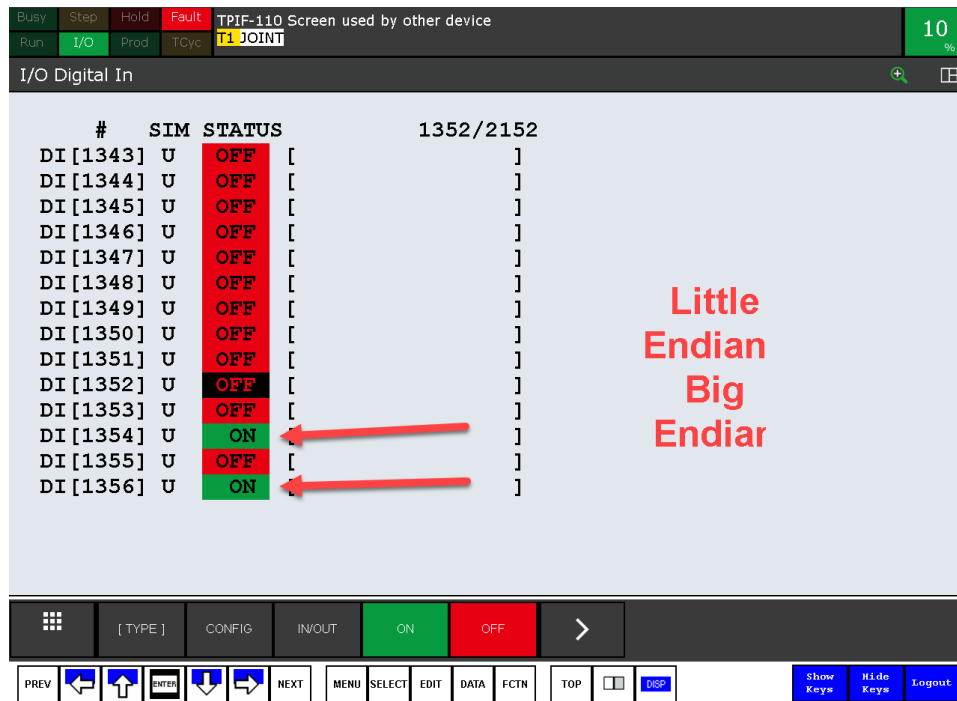 Busy Step Hold Fault TPIF-110 Screen used by other device
Run I/O Prod TCyc T1 JOINT
10 %
I/O Digital In
# SIM STATUS 1352/2152
DI[1343] U OFF [ ]
DI[1344] U OFF [ ]
DI[1345] U OFF [ ]
DI[1346] U OFF [ ]
DI[1347] U OFF [ ]
DI[1348] U OFF [ ]
DI[1349] U OFF [ ]
DI[1350] U OFF [ ]
DI[1351] U OFF [ ]
DI[1352] U OFF [ ]
DI[1353] U OFF [ ]
DI[1354] U ON [ ]
DI[1355] U OFF [ ]
DI[1356] U ON [ ]
Little
Endian
Big
Endiar
[ TYPE ] CONFIG IN/OUT ON OFF >
PREV ENTER NEXT MENU SELECT EDIT DATA FCTN TOP DISP Show Keys Hide Keys Logout